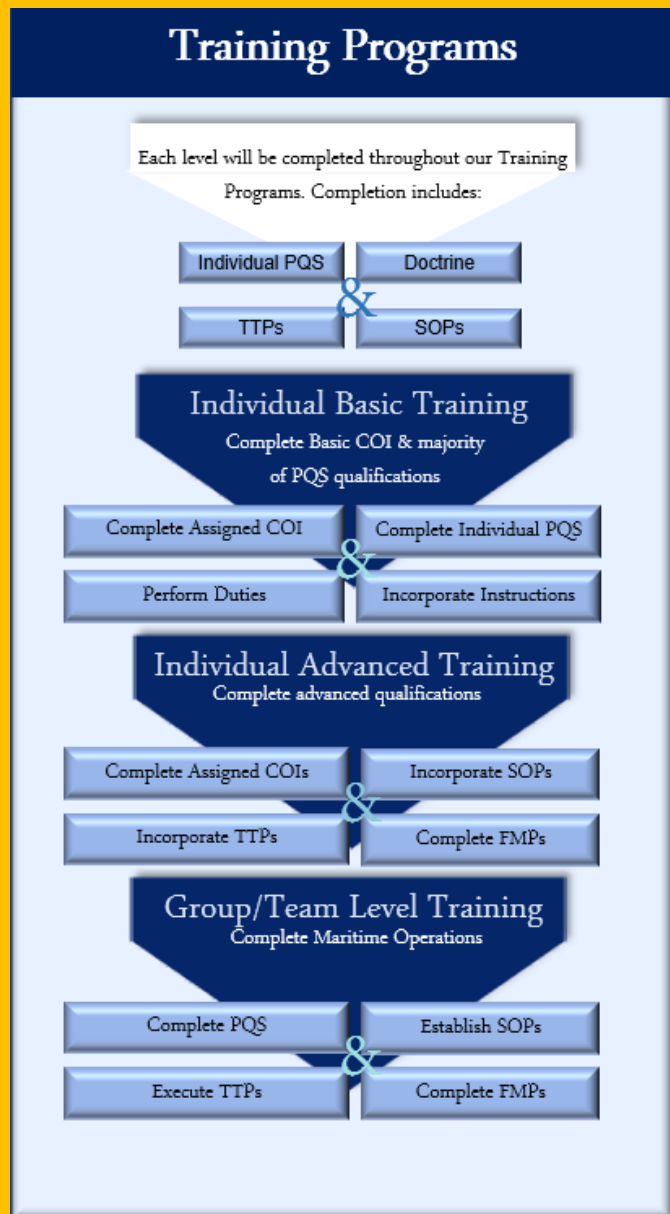 Training Programs
Each level will be completed throughout our Training
Programs. Completion includes:
Individual PQS
Doctrine
&
TTPs
SOPs
Individual Basic Training
Complete Basic COI & majority
of PQS qualifications
Complete Assigned COI
Complete Individual PQS
&
Perform Duties
Incorporate Instructions
Individual Advanced Training
Complete advanced qualifications
Complete Assigned COIs
Incorporate SOPs
&
Incorporate TTPs
Complete FMPs
Group/Team Level Training
Complete Maritime Operations
Complete PQS
Establish SOPs
&
Execute TTPs
Complete FMPs